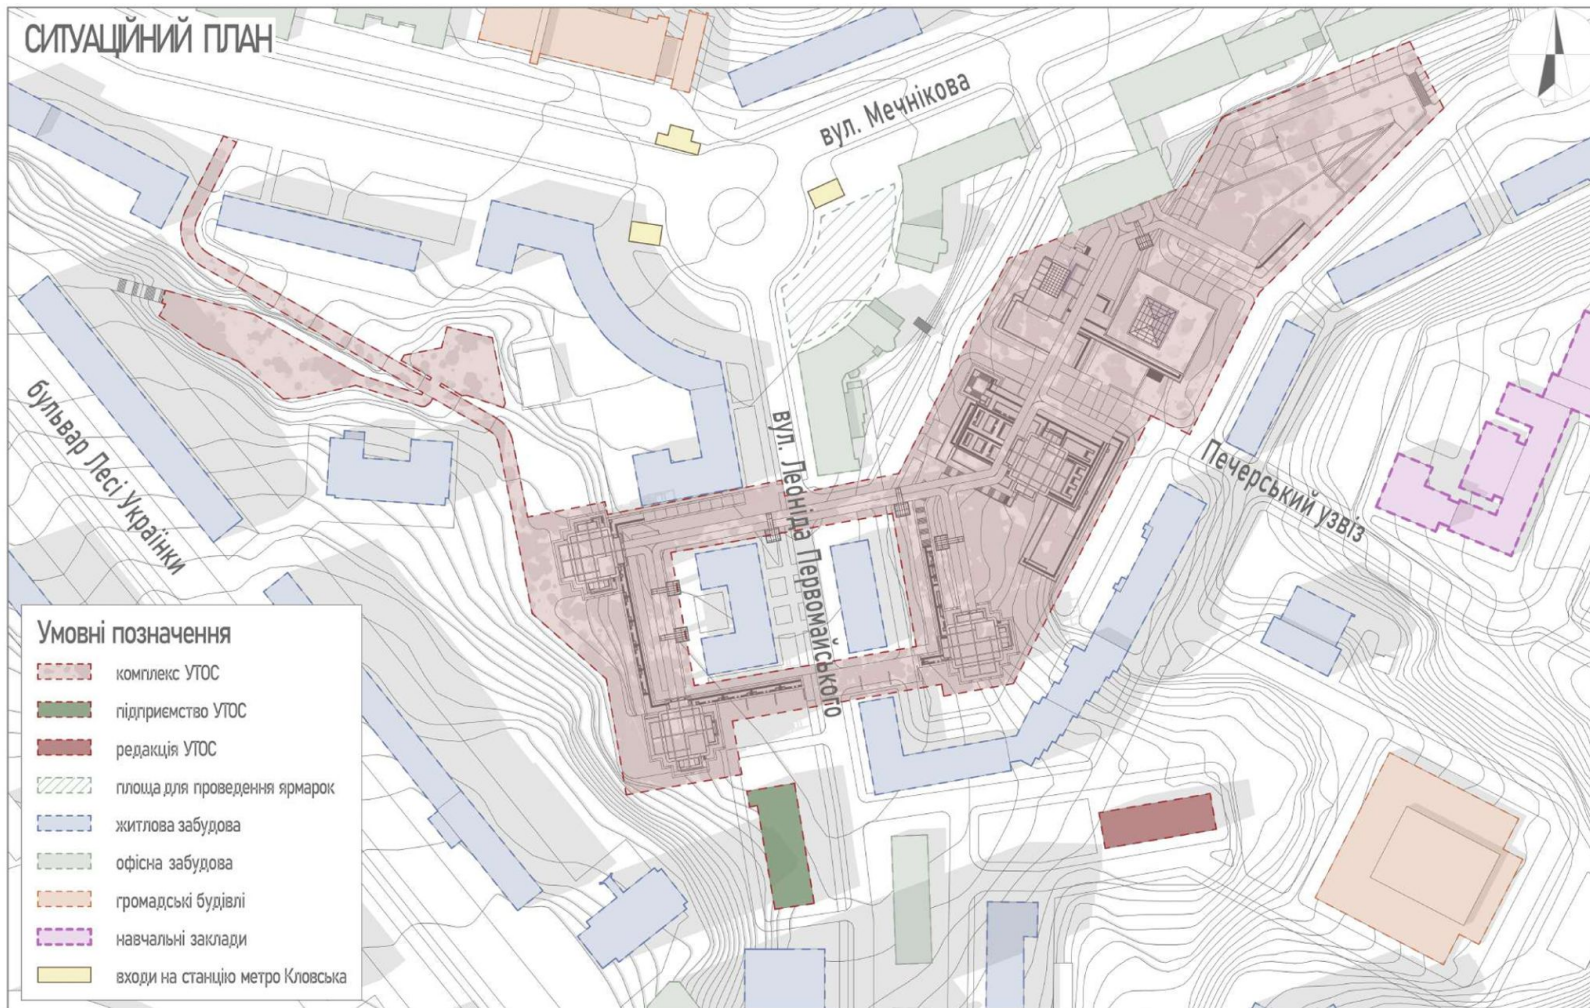 СИТУАЦІЙНИЙ ПЛАН
вул. Мечнікова
бульвар Лесі Українки
вул. Леоніда Первомайського
Печерський узвіз
Умовні позначення
комплекс УТОС
підприємство УТОС
редакція УТОС
площа для проведення ярмарок
житлова забудова
офісна забудова
громадські будівлі
навчальні заклади
входи на станцію метро Кловська